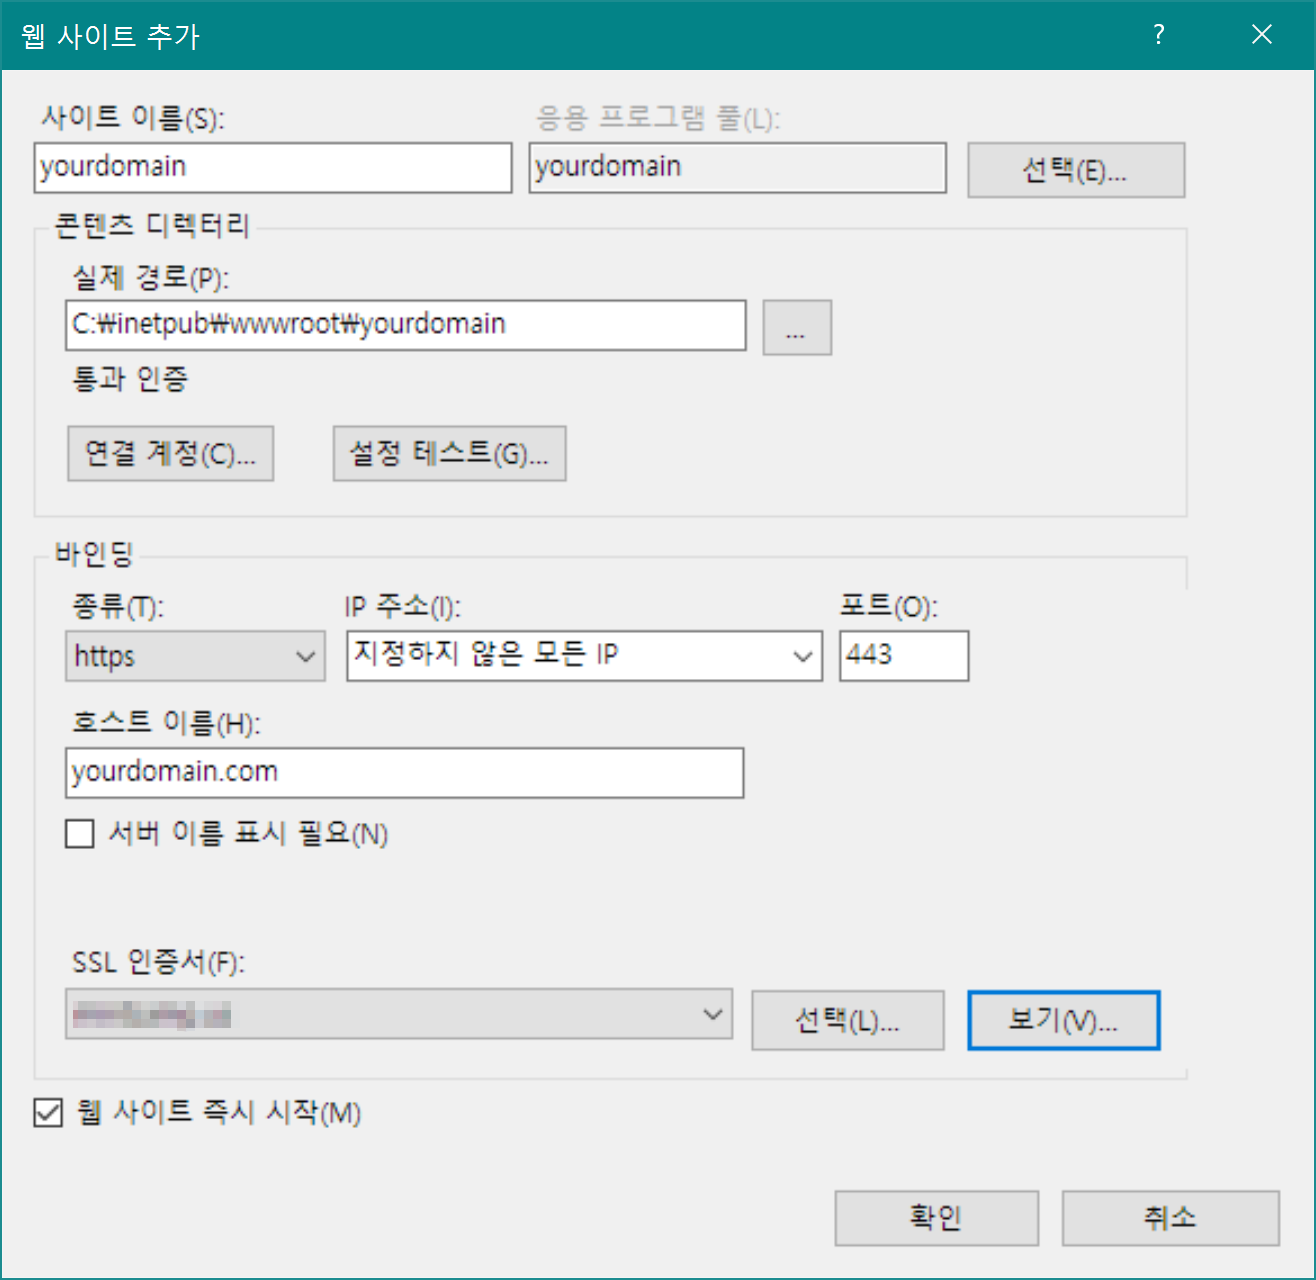 웹 사이트 추가 ?
사이트 이름(S): 응용 프로그램 풀(L):
yourdomain yourdomain 선택(E)...
콘텐츠 디렉터리
실제 경로(P):
C:₩inetpub₩wwwroot₩yourdomain ...
통과 인증
연결 계정(C)... 설정 테스트(G)...
바인딩
종류(T): IP 주소(I): 포트(O):
https 지정하지 않은 모든 IP 443
호스트 이름(H):
yourdomain.com
서버 이름 표시 필요(N)
SSL 인증서(F):
선택(L)... 보기(V)...
웹 사이트 즉시 시작(M)
확인 취소